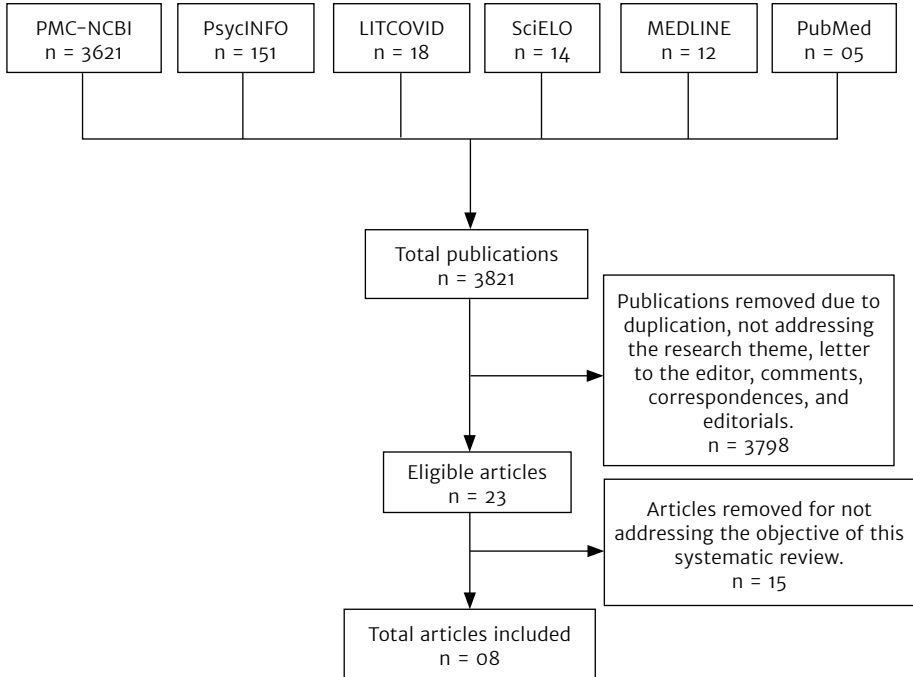 PMC-NCBI
n = 3621
PsycINFO
n = 151
LITCOVID
n = 18
SciELO
n = 14
MEDLINE
n = 12
PubMed
n = 05
Total publications
n = 3821
Publications removed due to
duplication, not addressing
the research theme, letter
to the editor, comments,
correspondences, and
editorials.
n = 3798
Eligible articles
n = 23
Articles removed for not
addressing the objective of this
systematic review.
n = 15
Total articles included
n = 08